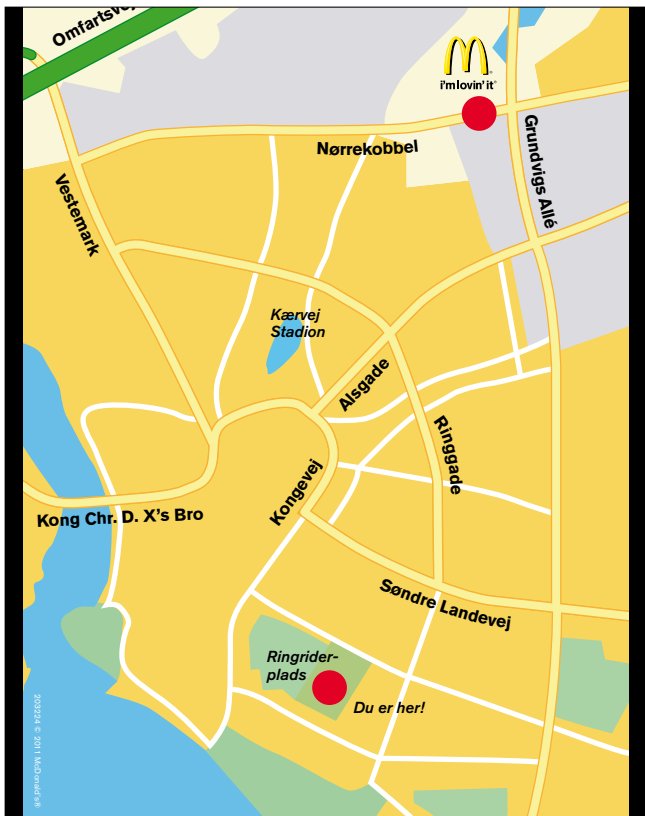 Omfartsvej
i'm lovin' it®
Nørrekobbel
Grundvigs Allé
Vestemark
Kærvej
Stadion
Alsgade
Ringgade
Kongevej
Kong Chr. D. X's Bro
Søndre Landevej
Ringrider-
plads
Du er her!
203224 © 2011 McDonald's®